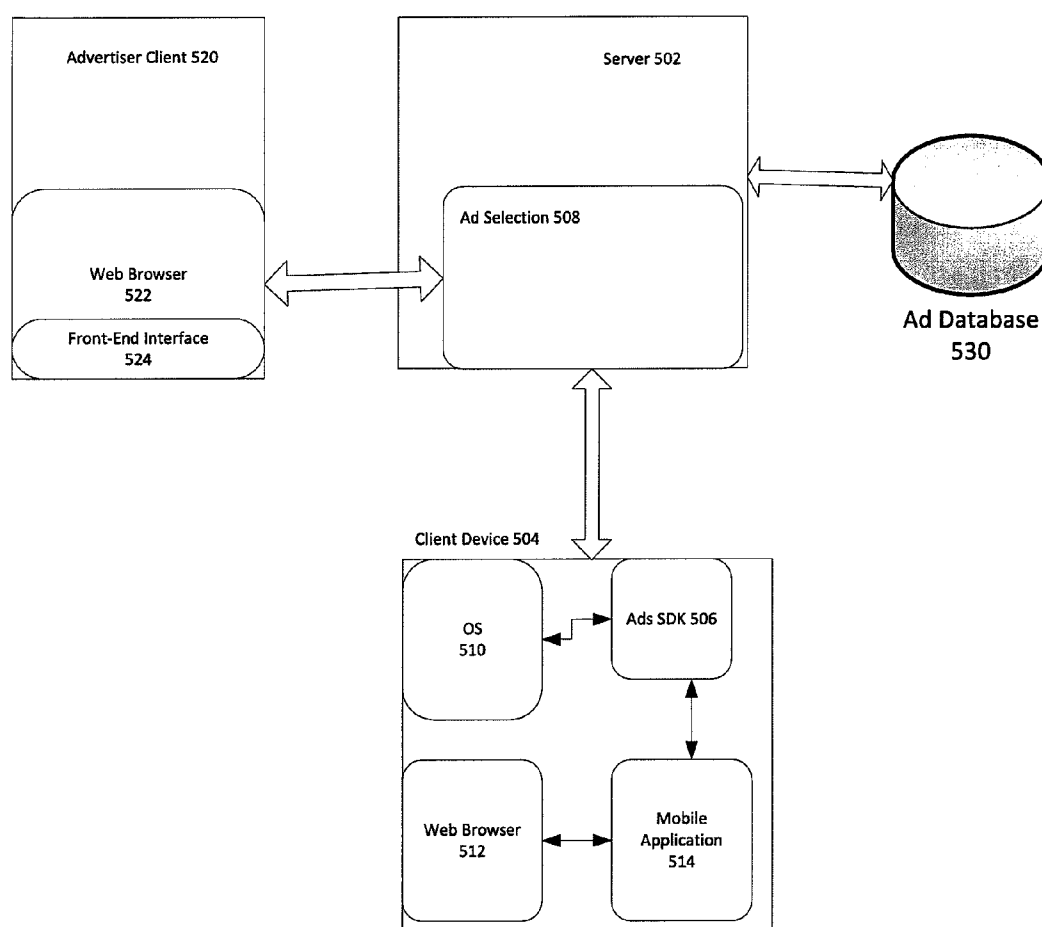 Advertiser Client 520
Server 502
Ad Selection 508
Web Browser
522
Front-End Interface
524
Ad Database
530
Client Device 504
OS
510
Ads SDK 506
Web Browser
512
Mobile
Application
514